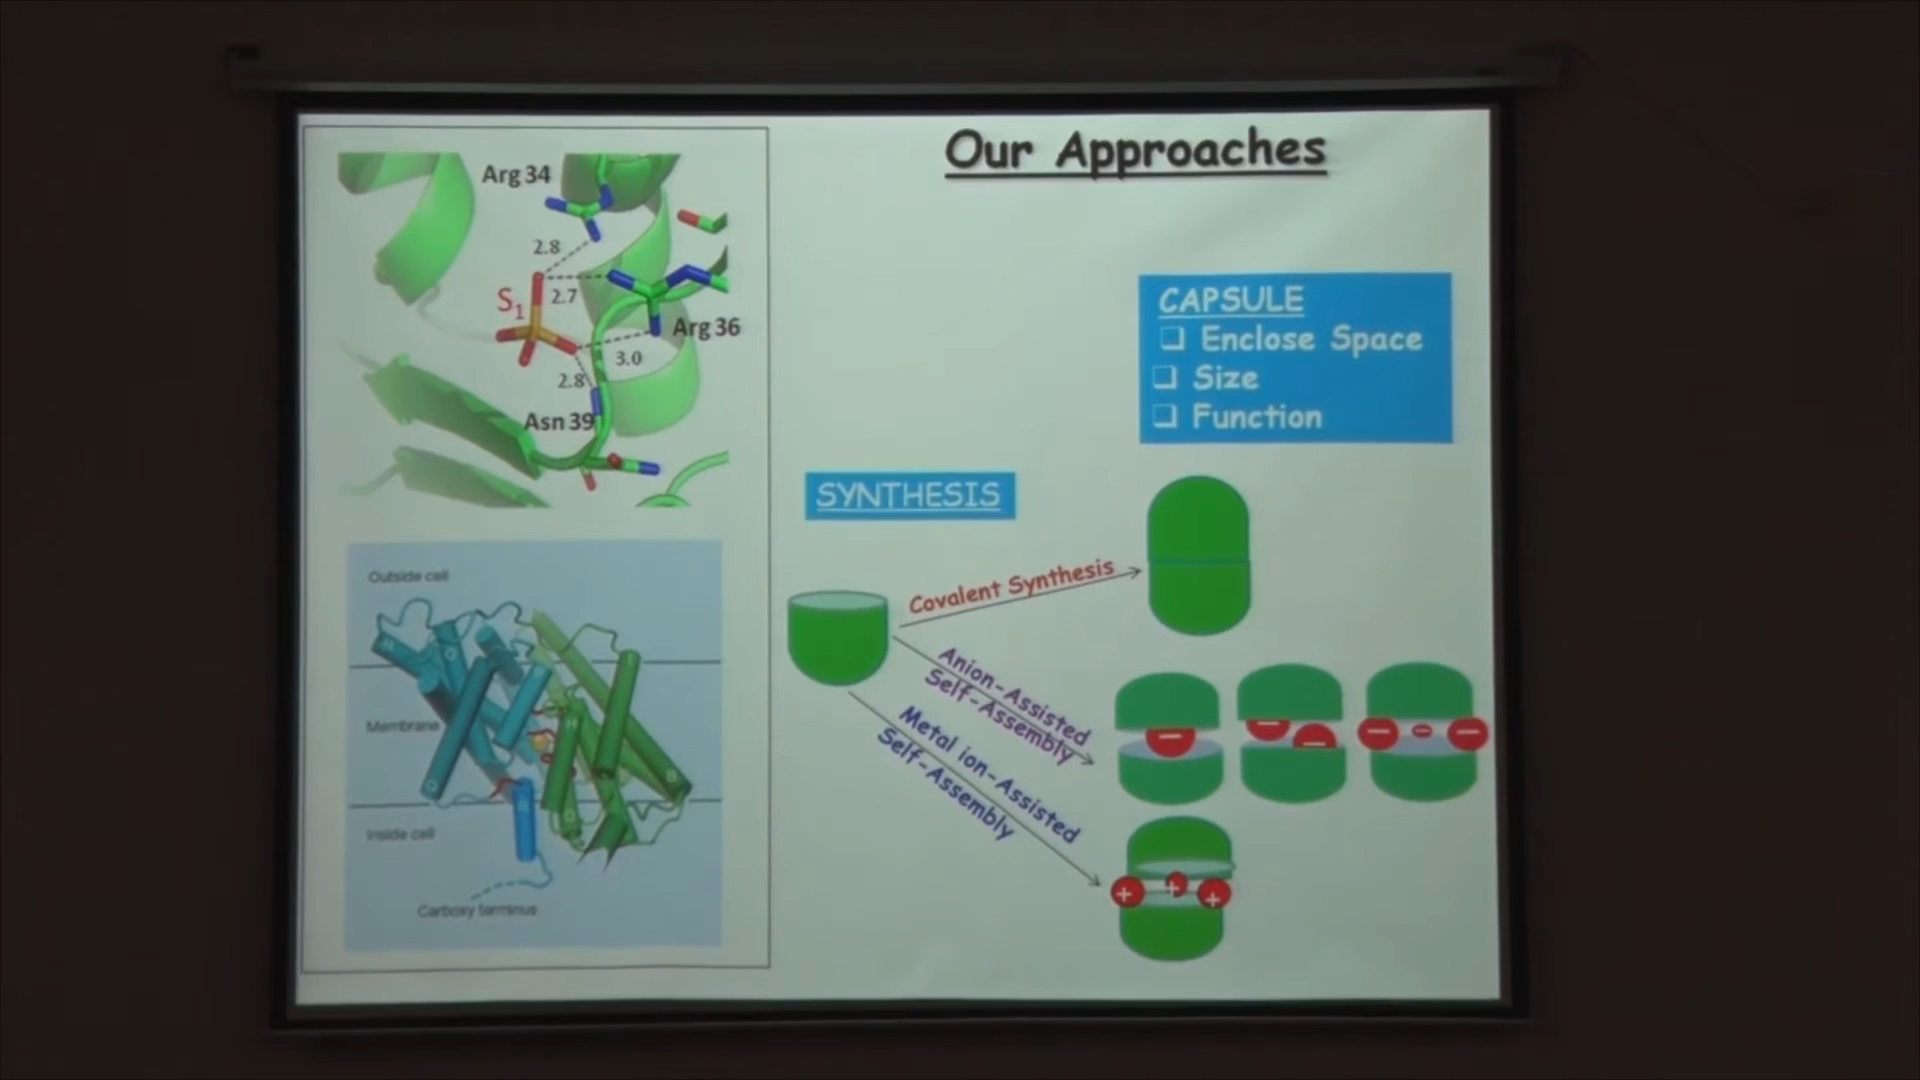 Our Approaches
Arg 34
2.8
S1
2.7
Arg 36
3.0
2.8
Asn 39
Outside cell
Membrane
Inside cell
Carboxy terminus
CAPSULE
❑ Enclose Space
❑ Size
❑ Function
SYNTHESIS
Covalent Synthesis
Anion-Assisted
Self-Assembly
Metal ion-Assisted
Self-Assembly
−
−
−
−
−
−
+
+
+